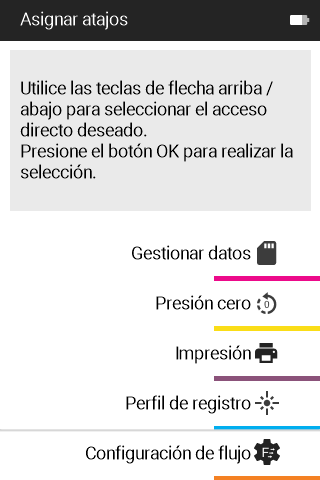 Asignar atajos
Utilice las teclas de flecha arriba /
abajo para seleccionar el acceso
directo deseado.
Presione el botón OK para realizar la
selección.
Gestionar datos
Presión cero
0
Impresión
Perfil de registro
Configuración de flujo
F